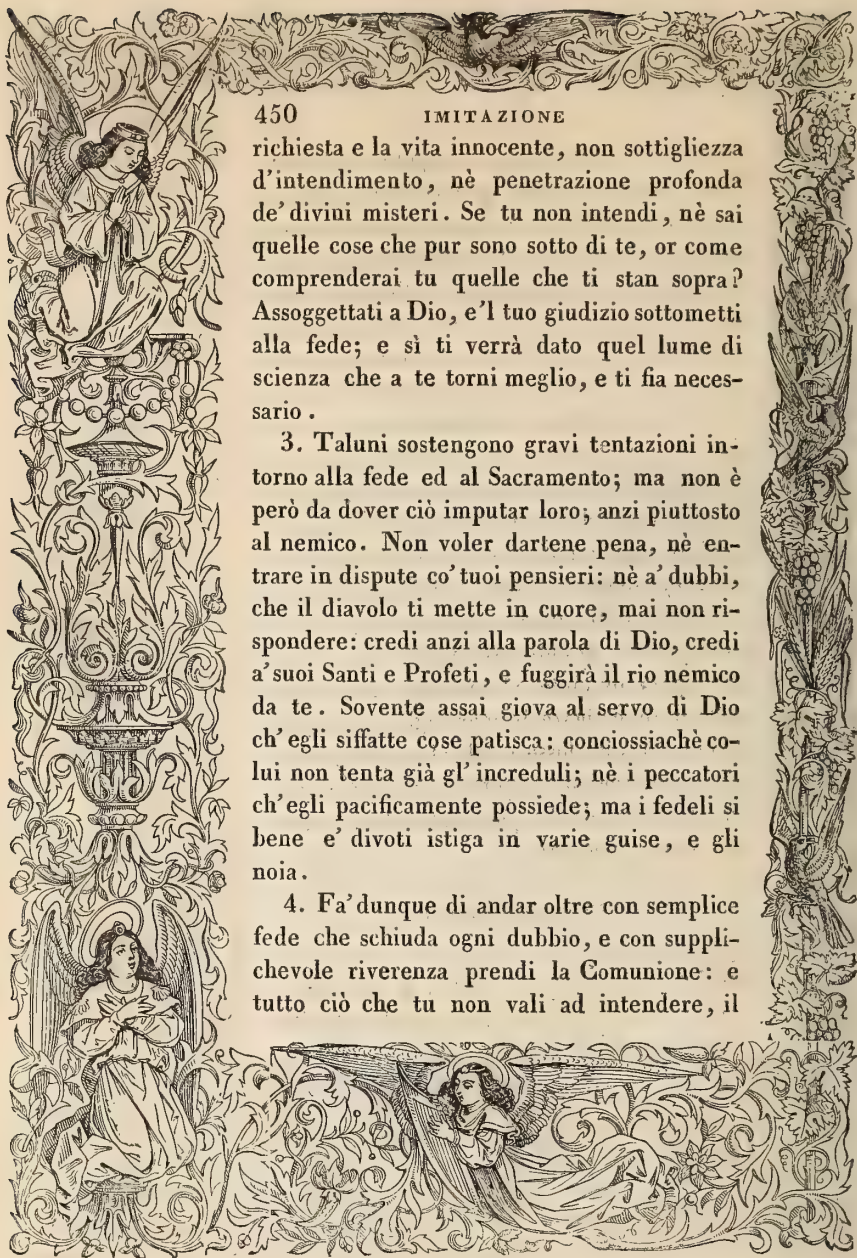 450 IMITAZIONE
richiesta e la vita innocente, non sottigliezza
d'intendimento, nè penetrazione profonda
de' divini misteri. Se tu non intendi, nè sai
quelle cose che pur sono sotto di te, or come
comprenderai tu quelle che ti stan sopra?
Assoggettati a Dio, e'l tuo giudizio sottometti
alla fede; e sì ti verrà dato quel lume di
scienza che a te torni meglio, e ti fia neces-
sario.
3. Taluni sostengono gravi tentazioni in-
torno alla fede ed al Sacramento; ma non è
però da dover ciò imputar loro; anzi piuttosto
al nemico. Non voler dartene pena, nè en-
trare in dispute co' tuoi pensieri: nè a' dubbi,
che il diavolo ti mette in cuore, mai non ri-
spondere: credi anzi alla parola di Dio, credi
a' suoi Santi e Profeti, e fuggirà il rio nemico
da te. Sovente assai giova al servo di Dio
ch' egli siffatte cose patisca: conciossiachè co-
lui non tenta già gl' increduli; nè i peccatori
ch' egli pacificamente possiede; ma i fedeli si
bene e' divoti istiga in varie guise, e gli
noia.
4. Fa' dunque di andar oltre con semplice
fede che schiuda ogni dubbio, e con suppli-
chevole riverenza prendi la Comunione: e
tutto ciò che tu non vali ad intendere, il